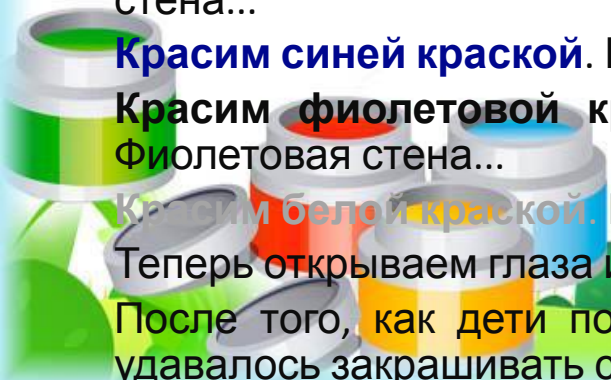 стена...
Красим синей краской.
Красим фиолетовой
Фиолетовая стена...
Красим белой краской.
Теперь открываем глаза
После того, как дети
удавалось закрашивать